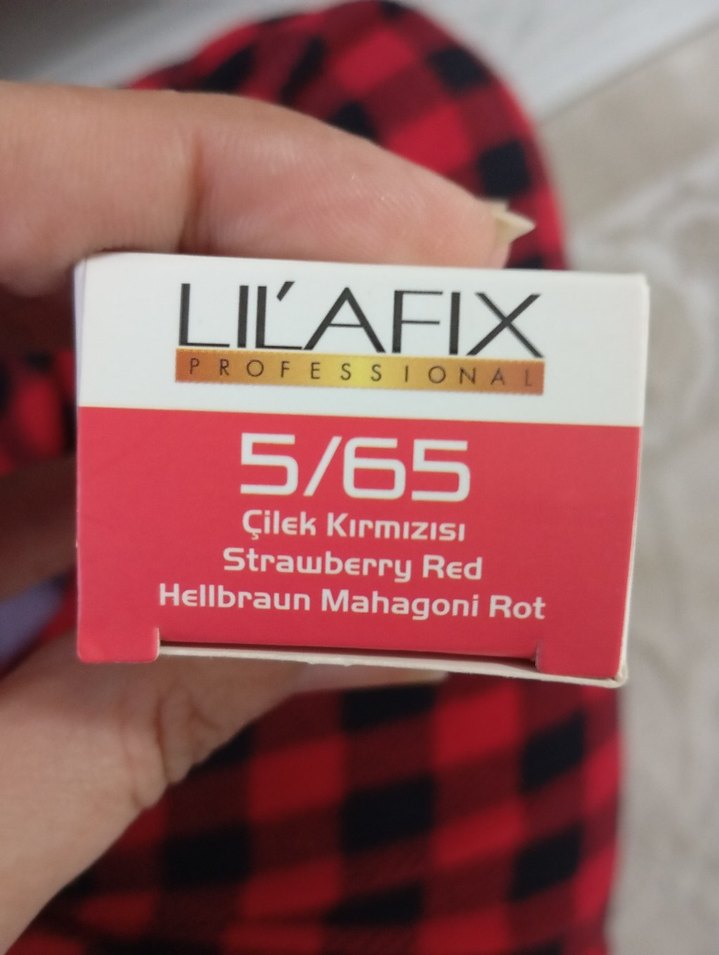 LIL'AFIX
PROFESSIONAL
5/65
Çilek Kırmızısı
Strawberry Red
Hellbraun Mahagoni Rot